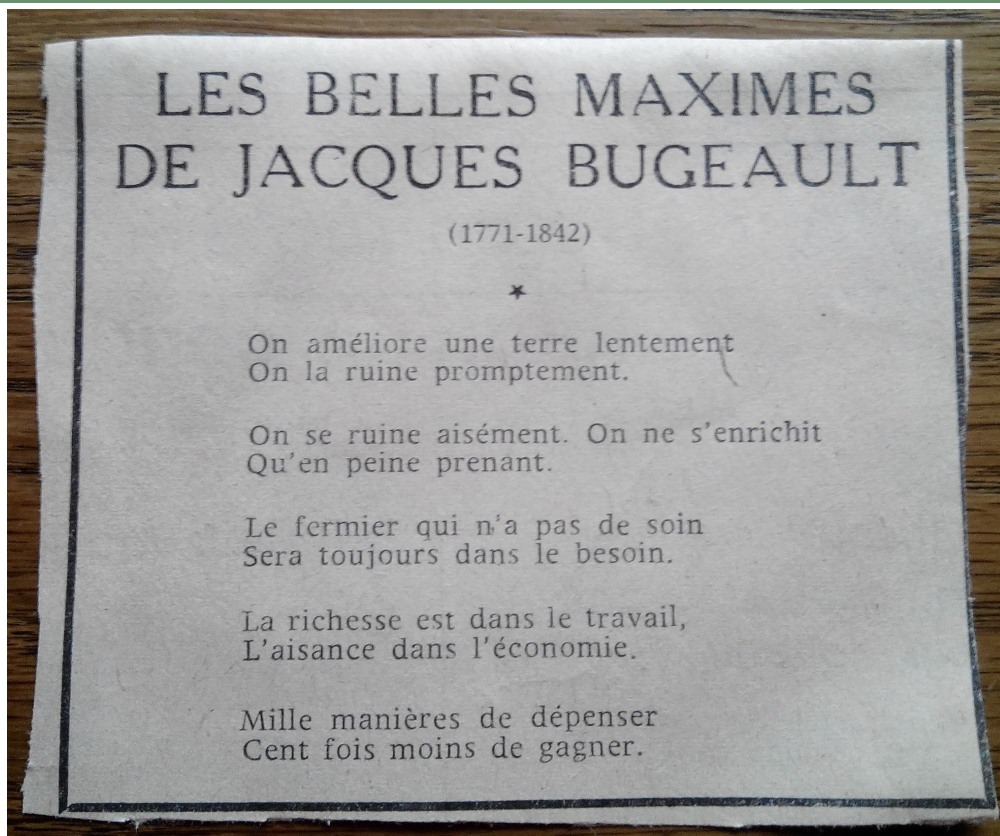 LES BELLES MAXIMES
DE JACQUES BUGEAULT
(1771-1842)
On améliore une terre lentement
On la ruine promptement.
On se ruine aisément. On ne s'enrichit
Qu'en peine prenant.
Le fermier qui n'a pas de soin
Sera toujours dans le besoin.
La richesse est dans le travail,
L'aisance dans l'économie.
Mille manières de dépenser
Cent fois moins de gagner.